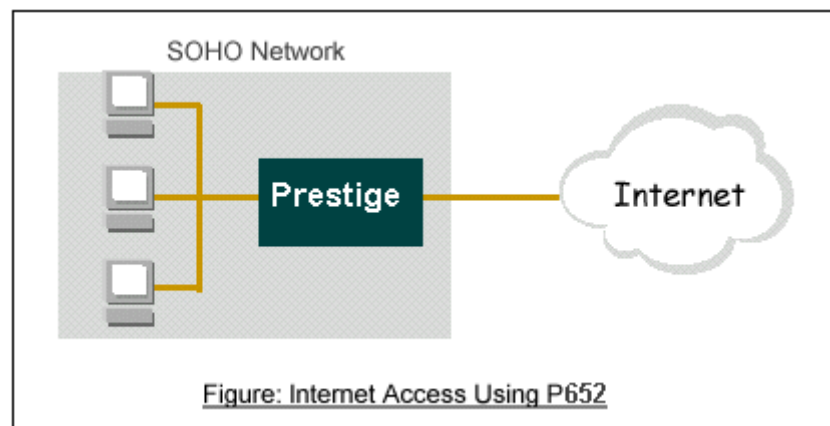 SOHO Network
Prestige
Internet
Figure: Internet Access Using P652